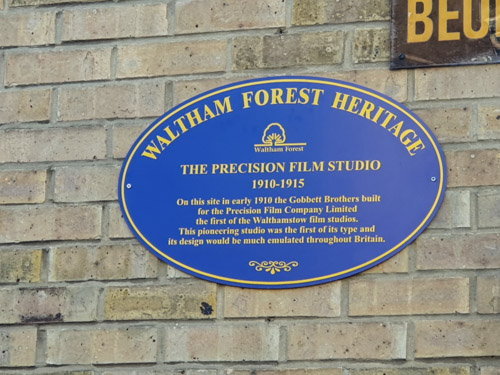 BEO
WALTHAM FOREST HERITAGE
Waltham Forest
THE PRECISION FILM STUDIO
1910-1915
On this site in early 1910 the Gobbett Brothers built
for the Precision Film Company Limited
the first of the Walthamstow film studios.
This pioneering studio was the first of its type and
its design would be much emulated throughout Britain.